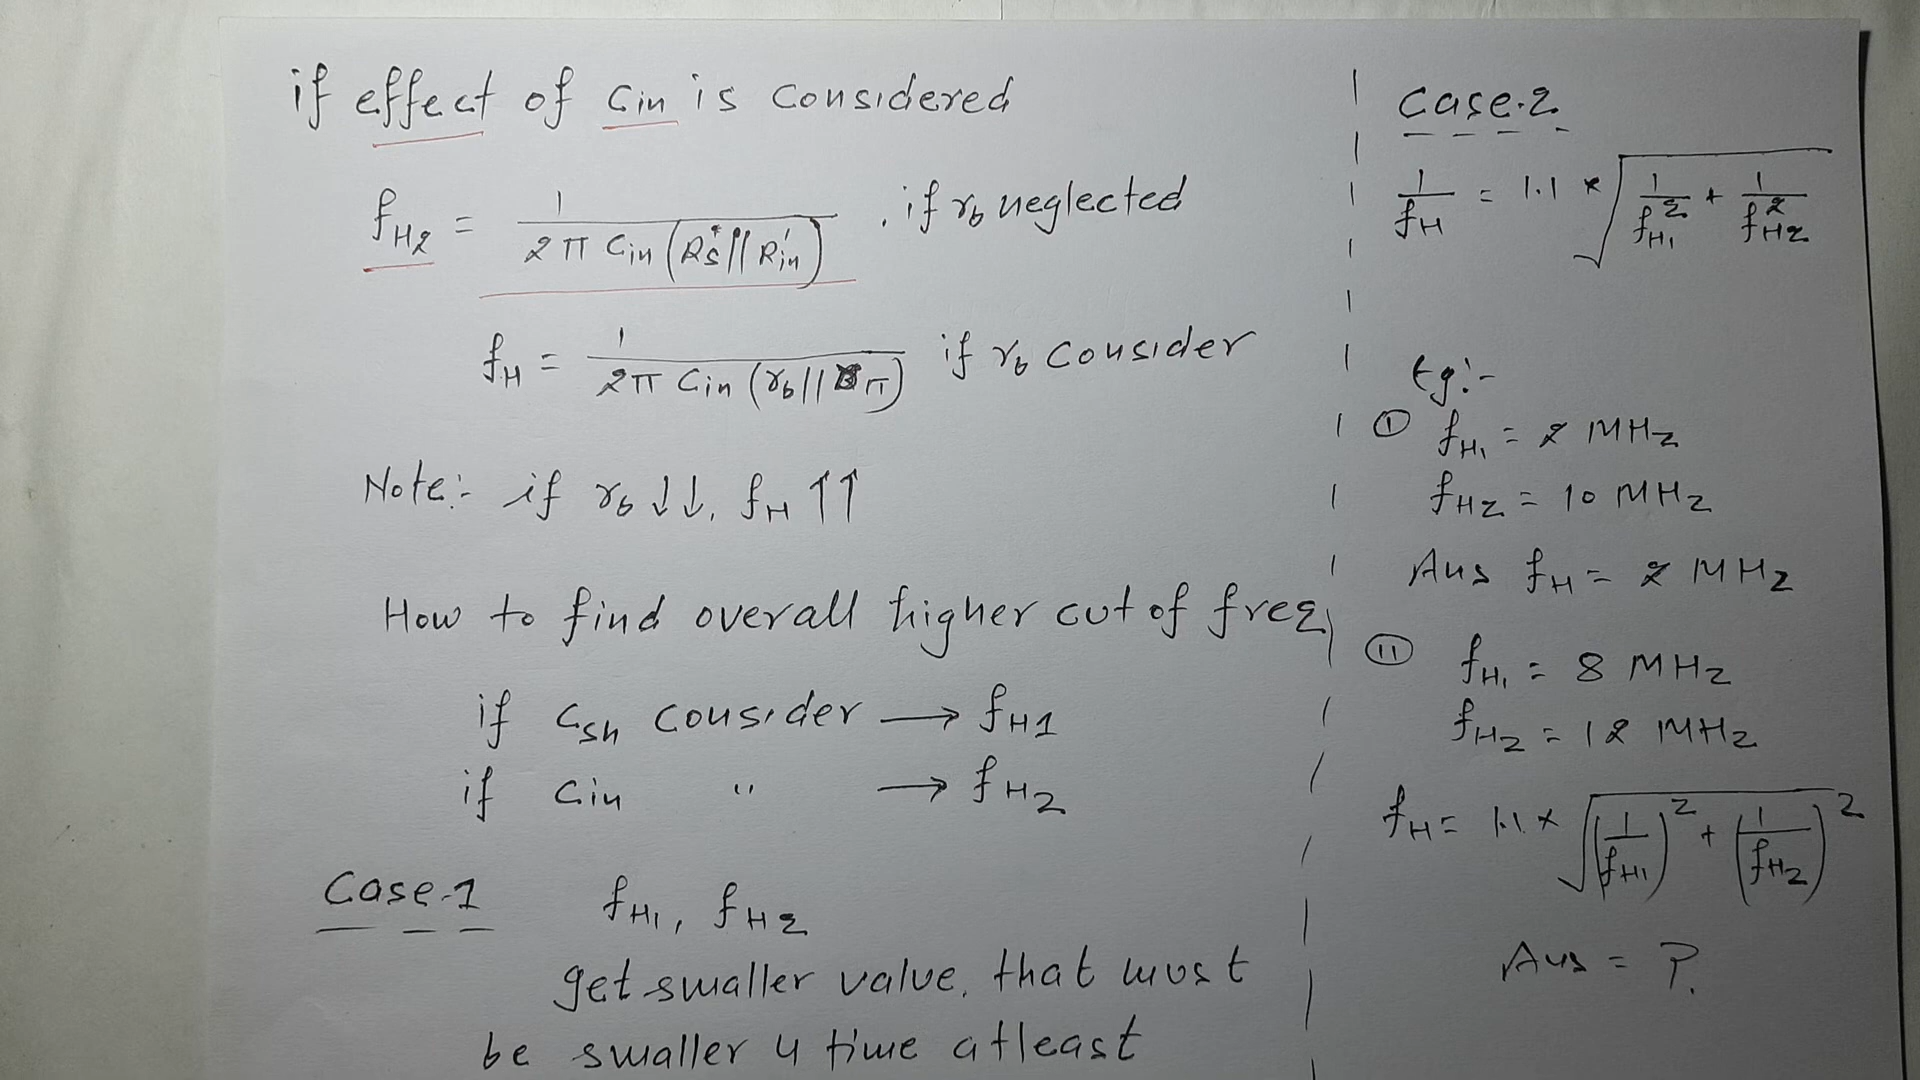 if effect of Cin is considered
fH2 = 1 / 2π Cin (Rs || R'in) , if rb neglected
fH = 1 / 2π Cin (rb || π) if rb consider
Note:- if rb ↓↓, fH ↑↑
How to find overall higher cut of freq
if Csh consider → fH1
if Cin " → fH2
Case-1 fH1, fH2
get smaller value, that must
be smaller 4 time atleast
Case-2
1/fH = 1.1 × √(1/fH1² + 1/fH2²)
Eg:-
① fH1 = 2 MHz
fH2 = 10 MHz
Ans fH = 2 MHz
⑪ fH1 = 8 MHz
fH2 = 12 MHz
fH = 1.1 × √((1/fH1)² + (1/fH2)²
Ans = ?